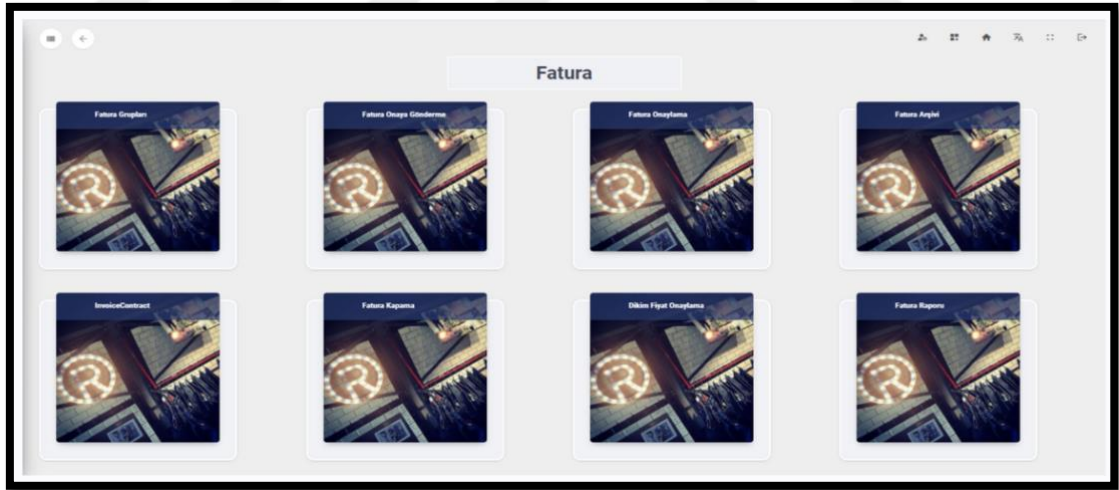 Fatura
Fatura Grupları
Fatura Onaya Gönderme
Fatura Onaylama
Fatura Arşivi
InvoiceContract
Fatura Kapama
Dikim Fiyat Onaylama
Fatura Raporu